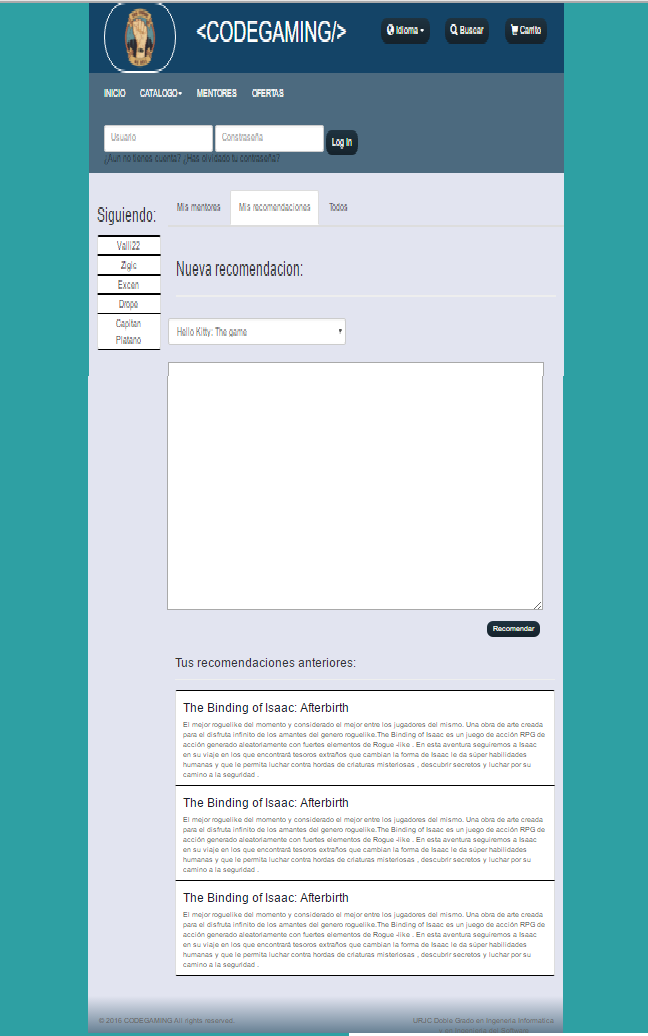 <CODEGAMING/>
Idioma
Buscar
Carrito
INICIO CATALOGO MENTORES OFERTAS
Usuario
Constraseña
Log In
¿Aun no tienes cuenta? ¿Has olvidado tu contraseña?
Siguiendo:
Valli22
Zigic
Excen
Drope
Capitan
Platano
Mis mentores Mis recomendaciones Todos
Nueva recomendacion:
Hello Kitty: The game
Recomendar
Tus recomendaciones anteriores:
The Binding of Isaac: Afterbirth
El mejor roguelike del momento y considerado el mejor entre los jugadores del mismo. Una obra de arte creada
para el disfruta infinito de los amantes del genero roguelike.The Binding of Isaac es un juego de acción RPG de
acción generado aleatoriamente con fuertes elementos de Rogue -like . En esta aventura seguiremos a Isaac
en su viaje en los que encontrará tesoros extraños que cambian la forma de Isaac le da súper habilidades
humanas y que le permita luchar contra hordas de criaturas misteriosas , descubrir secretos y luchar por su
camino a la seguridad .
The Binding of Isaac: Afterbirth
El mejor roguelike del momento y considerado el mejor entre los jugadores del mismo. Una obra de arte creada
para el disfruta infinito de los amantes del genero roguelike.The Binding of Isaac es un juego de acción RPG de
acción generado aleatoriamente con fuertes elementos de Rogue -like . En esta aventura seguiremos a Isaac
en su viaje en los que encontrará tesoros extraños que cambian la forma de Isaac le da súper habilidades
humanas y que le permita luchar contra hordas de criaturas misteriosas , descubrir secretos y luchar por su
camino a la seguridad .
The Binding of Isaac: Afterbirth
El mejor roguelike del momento y considerado el mejor entre los jugadores del mismo. Una obra de arte creada
para el disfruta infinito de los amantes del genero roguelike.The Binding of Isaac es un juego de acción RPG de
acción generado aleatoriamente con fuertes elementos de Rogue -like . En esta aventura seguiremos a Isaac
en su viaje en los que encontrará tesoros extraños que cambian la forma de Isaac le da súper habilidades
humanas y que le permita luchar contra hordas de criaturas misteriosas , descubrir secretos y luchar por su
camino a la seguridad .
© 2016 CODEGAMING All rights reserved.
Doble Grado en Ingeneria Informatica
y en Ingenieria del Software